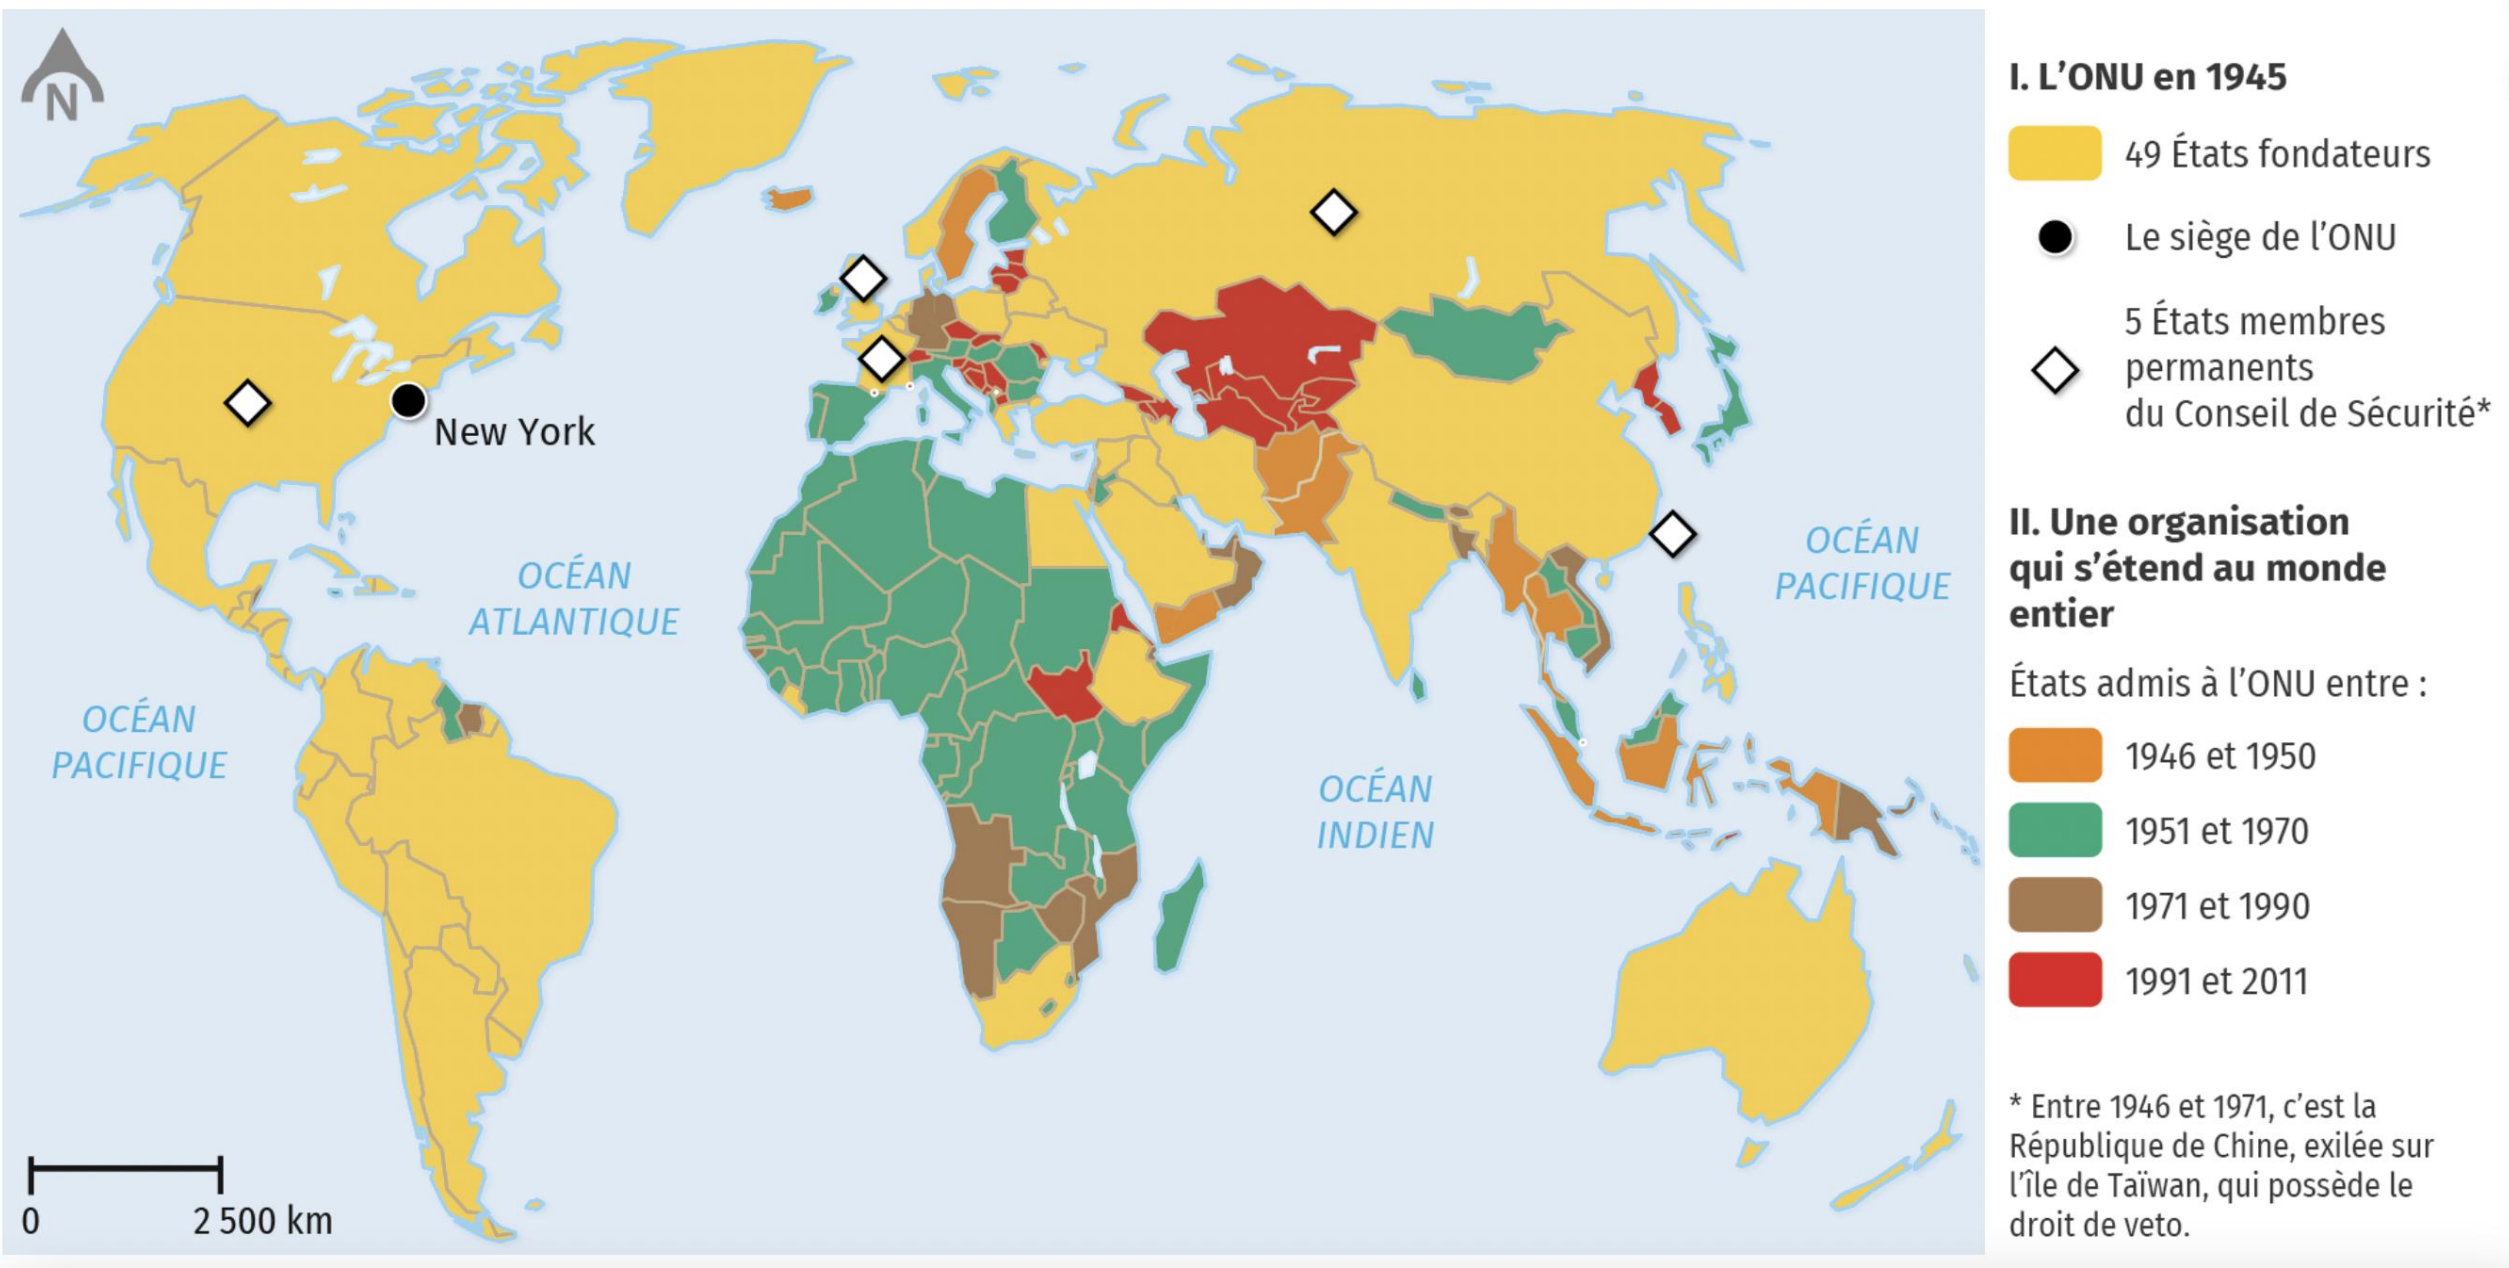 N
New York
OCÉAN
ATLANTIQUE
OCÉAN
PACIFIQUE
OCÉAN
PACIFIQUE
OCÉAN
INDIEN
0 2 500 km
I. L’ONU en 1945
49 États fondateurs
Le siège de l’ONU
5 États membres
permanents
du Conseil de Sécurité*
II. Une organisation
qui s’étend au monde
entier
États admis à l’ONU entre :
1946 et 1950
1951 et 1970
1971 et 1990
1991 et 2011
* Entre 1946 et 1971, c’est la
République de Chine, exilée sur
l’île de Taïwan, qui possède le
droit de veto.